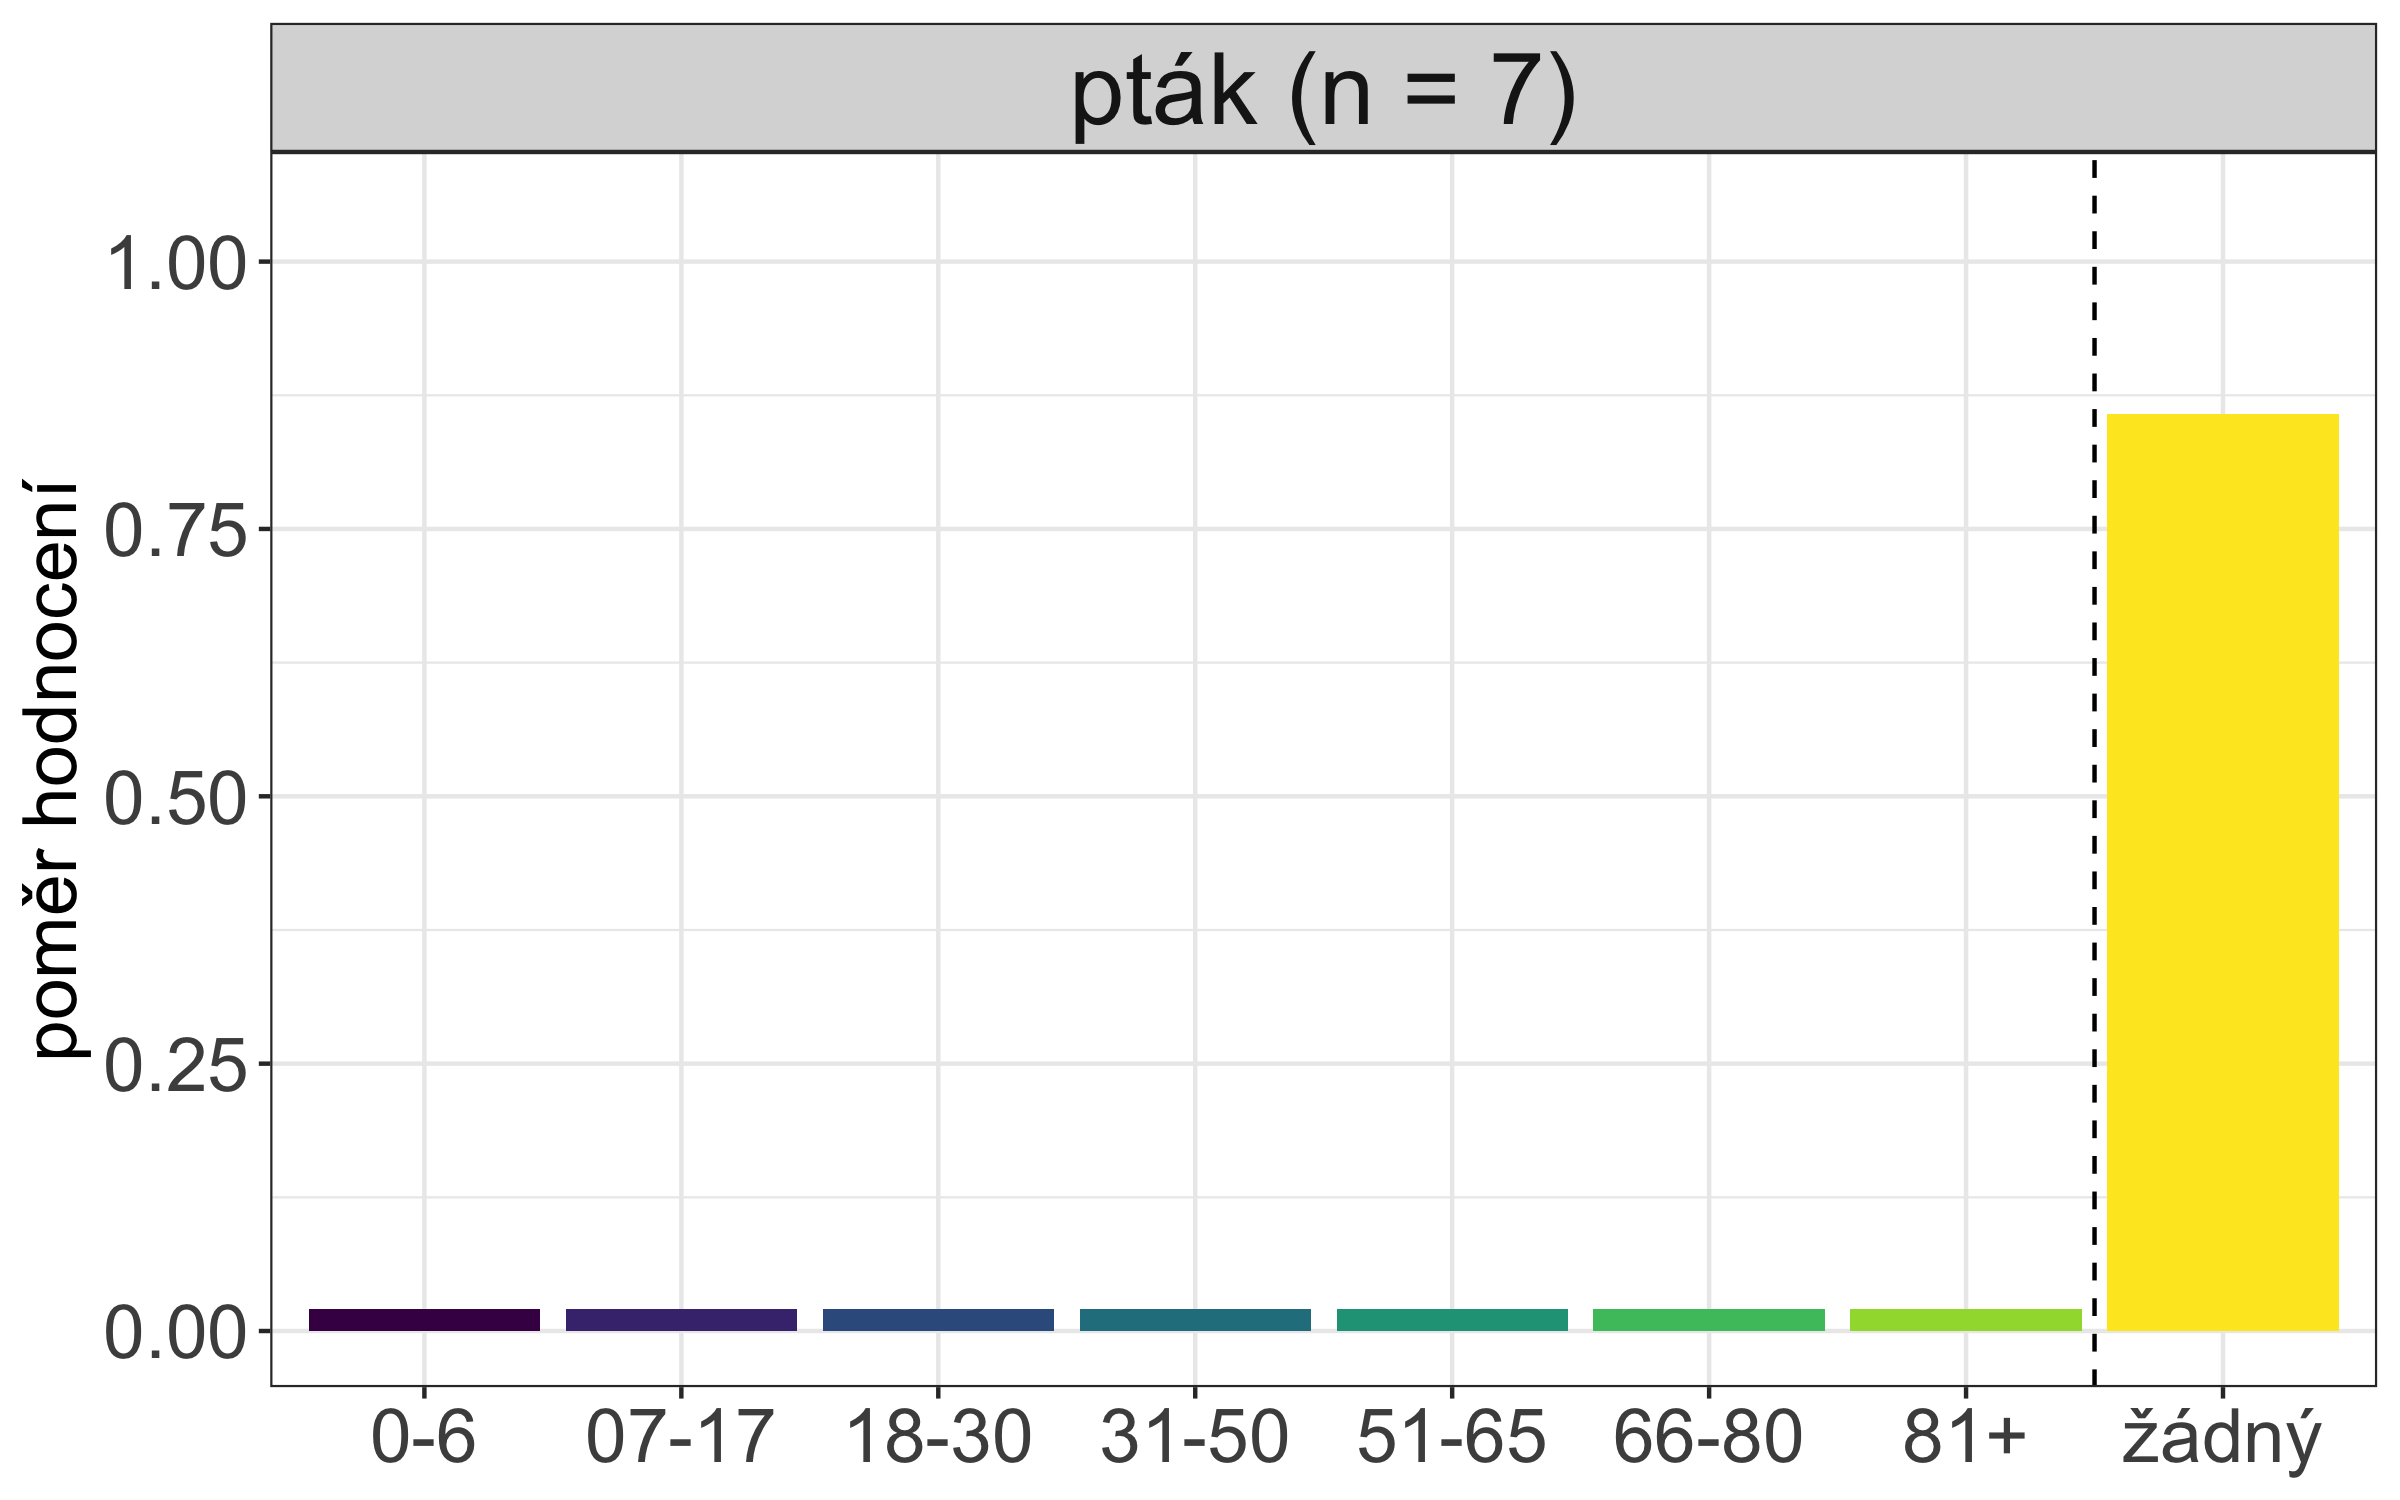 pták (n = 7)
poměr hodnocení
1.00
0.75
0.50
0.25
0.00
0-6 07-17 18-30 31-50 51-65 66-80 81+ žádný